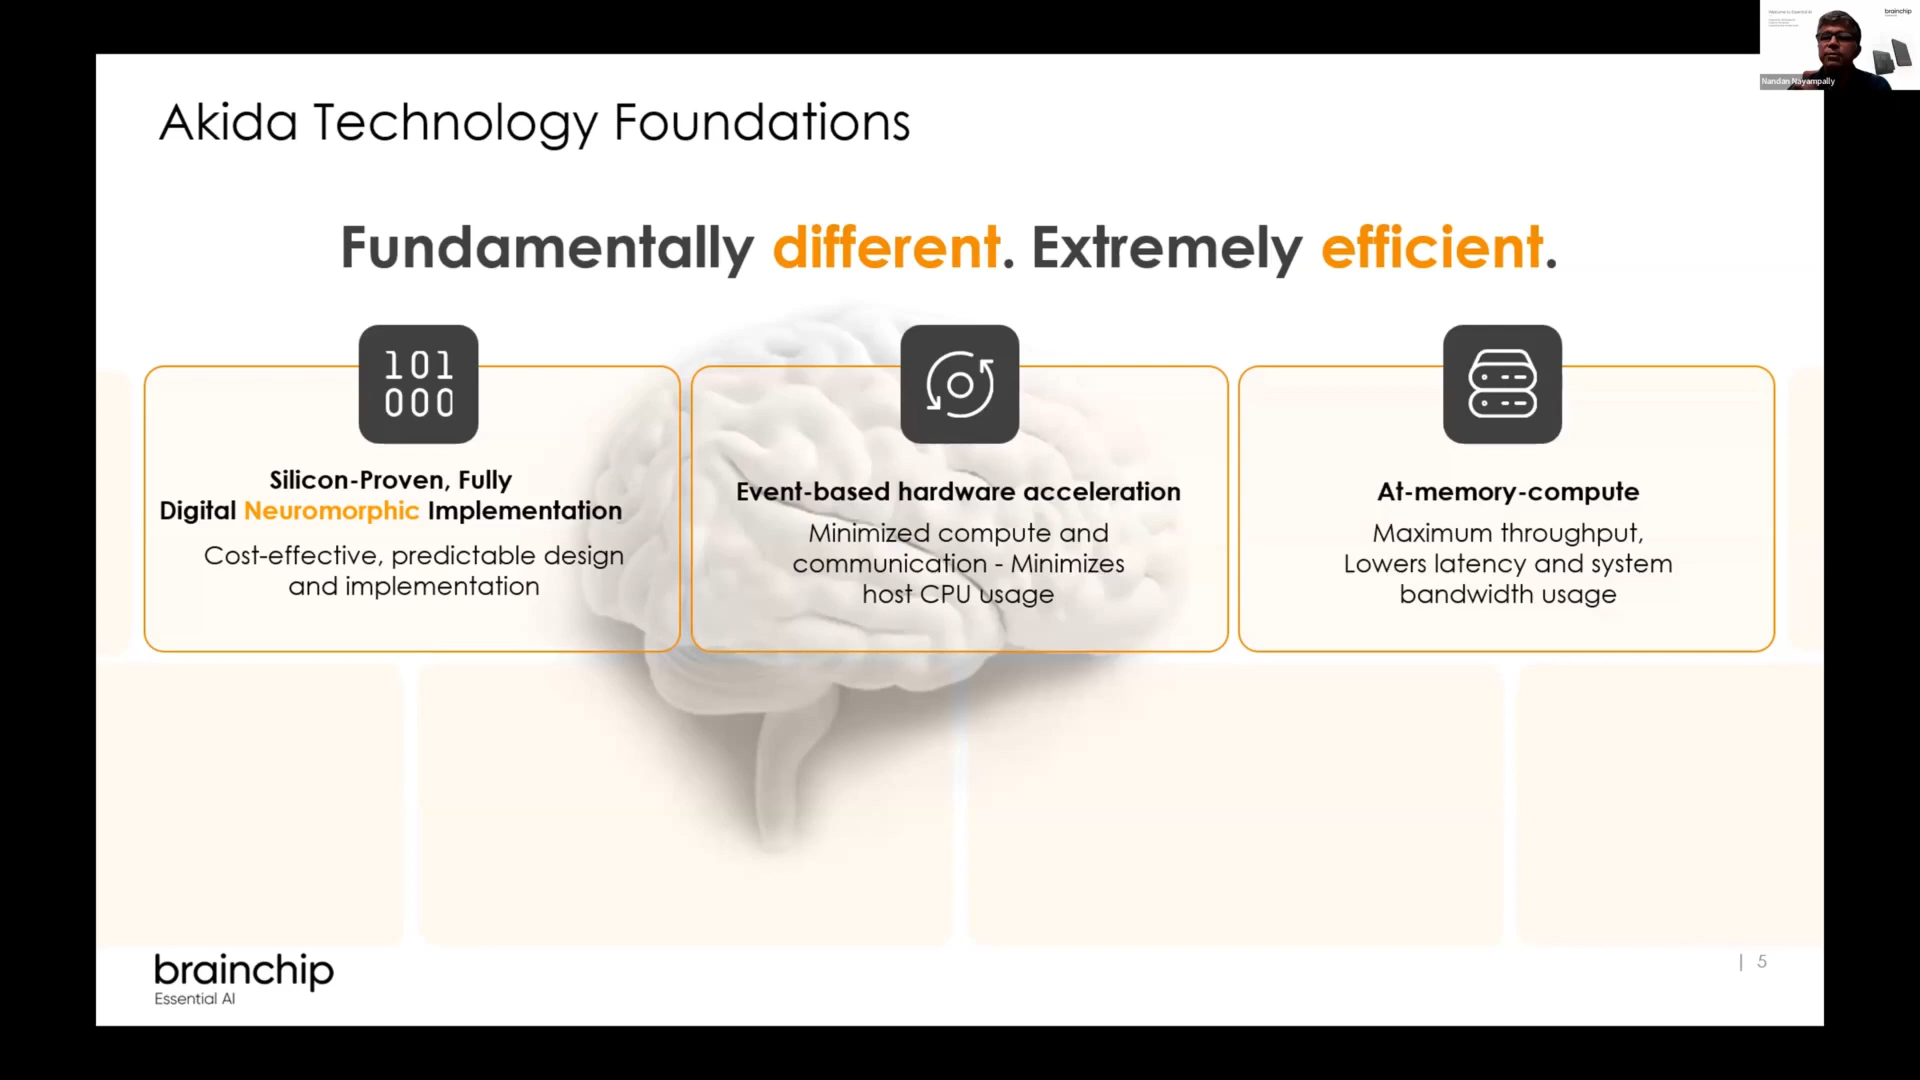 brainchip
Nandan Nayampally
Akida Technology Foundations
Fundamentally different. Extremely efficient.
101
000
Silicon-Proven, Fully
Digital Neuromorphic Implementation
Cost-effective, predictable design
and implementation
Event-based hardware acceleration
Minimized compute and
communication - Minimizes
host CPU usage
At-memory-compute
Maximum throughput,
Lowers latency and system
bandwidth usage
brainchip
Essential AI
| 5